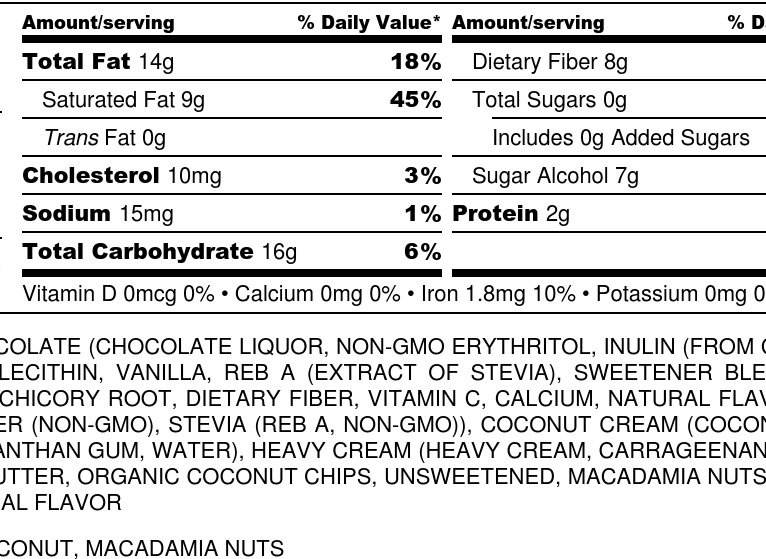 Amount/serving % Daily Value* Amount/serving % D
Total Fat 14g 18% Dietary Fiber 8g
Saturated Fat 9g 45% Total Sugars 0g
Trans Fat 0g Includes 0g Added Sugars
Cholesterol 10mg 3% Sugar Alcohol 7g
Sodium 15mg 1% Protein 2g
Total Carbohydrate 16g 6%
Vitamin D 0mcg 0% • Calcium 0mg 0% • Iron 1.8mg 10% • Potassium 0mg 0
COLATE (CHOCOLATE LIQUOR, NON-GMO ERYTHRITOL, INULIN (FROM
LECITHIN, VANILLA, REB A (EXTRACT OF STEVIA), SWEETENER BLE
CHICORY ROOT, DIETARY FIBER, VITAMIN C, CALCIUM, NATURAL FLAV
ER (NON-GMO), STEVIA (REB A, NON-GMO)), COCONUT CREAM (COCON
ANTHAN GUM, WATER), HEAVY CREAM (HEAVY CREAM, CARRAGEENAN
UTTER, ORGANIC COCONUT CHIPS, UNSWEETENED, MACADAMIA NUTS
AL FLAVOR
CONUT, MACADAMIA NUTS